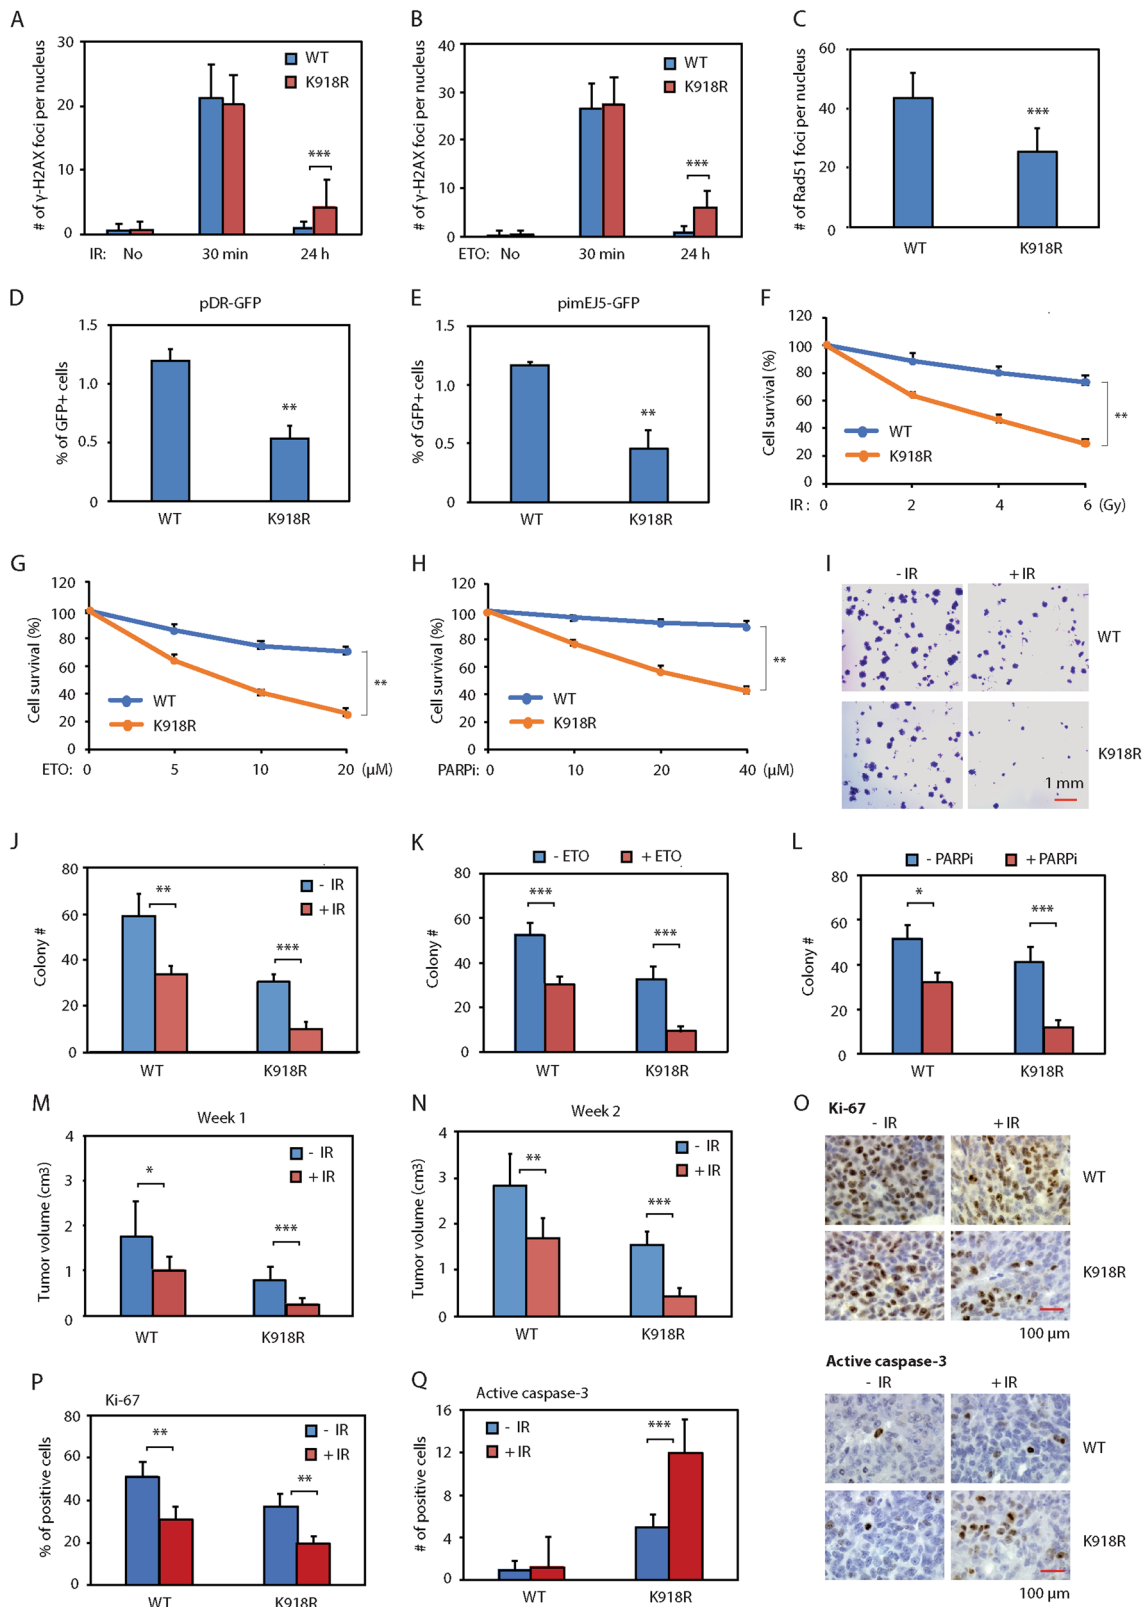 A
# of γ-H2AX foci per nucleus
30
20
10
0
WT
K918R
***
IR: No 30 min 24 h
B
# of γ-H2AX foci per nucleus
40
30
20
10
0
WT
K918R
***
ETO: No 30 min 24 h
C
# of Rad51 foci per nucleus
60
40
20
0
***
WT K918R
D
pDR-GFP
% of GFP+ cells
1.5
1.0
0.5
0
**
WT K918R
E
pimEJ5-GFP
% of GFP+ cells
1.5
1.0
0.5
0
**
WT K918R
F
Cell survival (%)
120
100
80
60
40
20
0
WT
K918R
**
IR : 0 2 4 6 (Gy)
G
Cell survival (%)
120
100
80
60
40
20
0
WT
K918R
**
ETO: 0 5 10 20 (μM)
H
Cell survival (%)
120
100
80
60
40
20
0
WT
K918R
**
PARPi: 0 10 20 40 (μM)
I
- IR + IR
WT
K918R
1 mm
J
Colony #
80
60
40
20
0
- IR
+ IR
**
***
WT K918R
K
- ETO + ETO
Colony #
80
60
40
20
0
***
***
WT K918R
L
- PARPi + PARPi
Colony #
80
60
40
20
0
*
***
WT K918R
M
Week 1
Tumor volume (cm3)
4
3
2
1
0
- IR
+ IR
*
***
WT K918R
N
Week 2
Tumor volume (cm3)
4
3
2
1
0
- IR
+ IR
**
***
WT K918R
O
Ki-67
- IR + IR
WT
K918R
100 μm
Active caspase-3
- IR + IR
WT
K918R
100 μm
P
Ki-67
% of positive cells
80
60
40
20
0
- IR
+ IR
**
**
WT K918R
Q
Active caspase-3
# of positive cells
16
12
8
4
0
- IR
+ IR
***
WT K918R